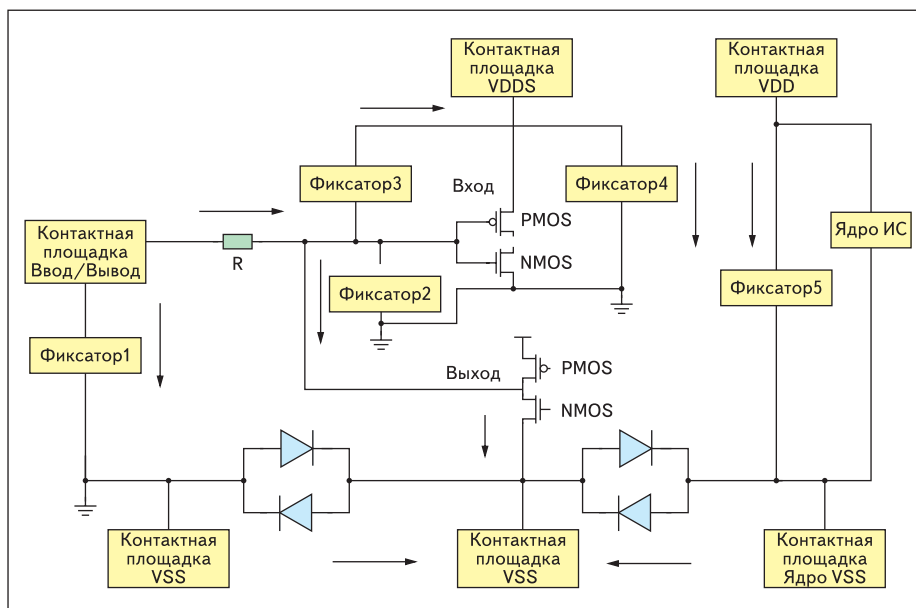 Контактная
площадка
VDDS
Контактная
площадка
VDD
Фиксатор3
Вход
Фиксатор4
PMOS
Ядро ИС
Контактная
площадка
Ввод/Вывод
R
NMOS
Фиксатор2
Фиксатор5
Фиксатор1
Выход
PMOS
NMOS
Контактная
площадка
VSS
Контактная
площадка
VSS
Контактная
площадка
Ядро VSS